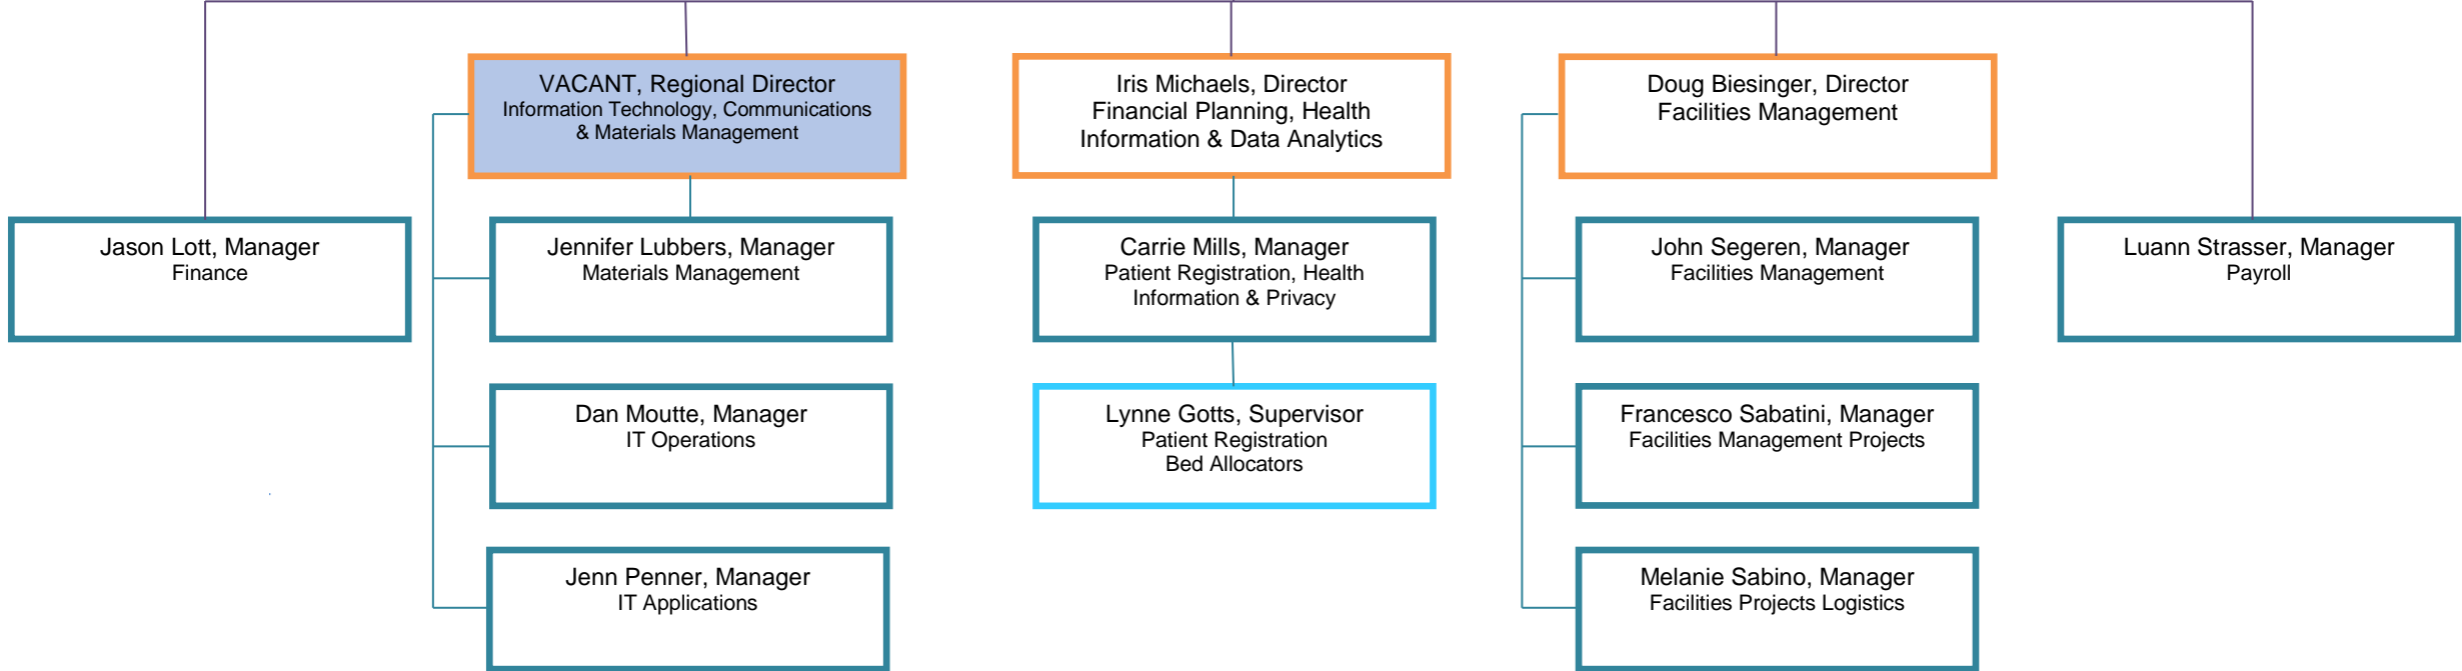 VACANT, Regional Director
Information Technology, Communications
& Materials Management
Iris Michaels, Director
Financial Planning, Health
Information & Data Analytics
Doug Biesinger, Director
Facilities Management
Jason Lott, Manager
Finance
Jennifer Lubbers, Manager
Materials Management
Carrie Mills, Manager
Patient Registration, Health
Information & Privacy
John Segeren, Manager
Facilities Management
Luann Strasser, Manager
Payroll
Dan Moutte, Manager
IT Operations
Lynne Gotts, Supervisor
Patient Registration
Bed Allocators
Francesco Sabatini, Manager
Facilities Management Projects
Jenn Penner, Manager
IT Applications
Melanie Sabino, Manager
Facilities Projects Logistics